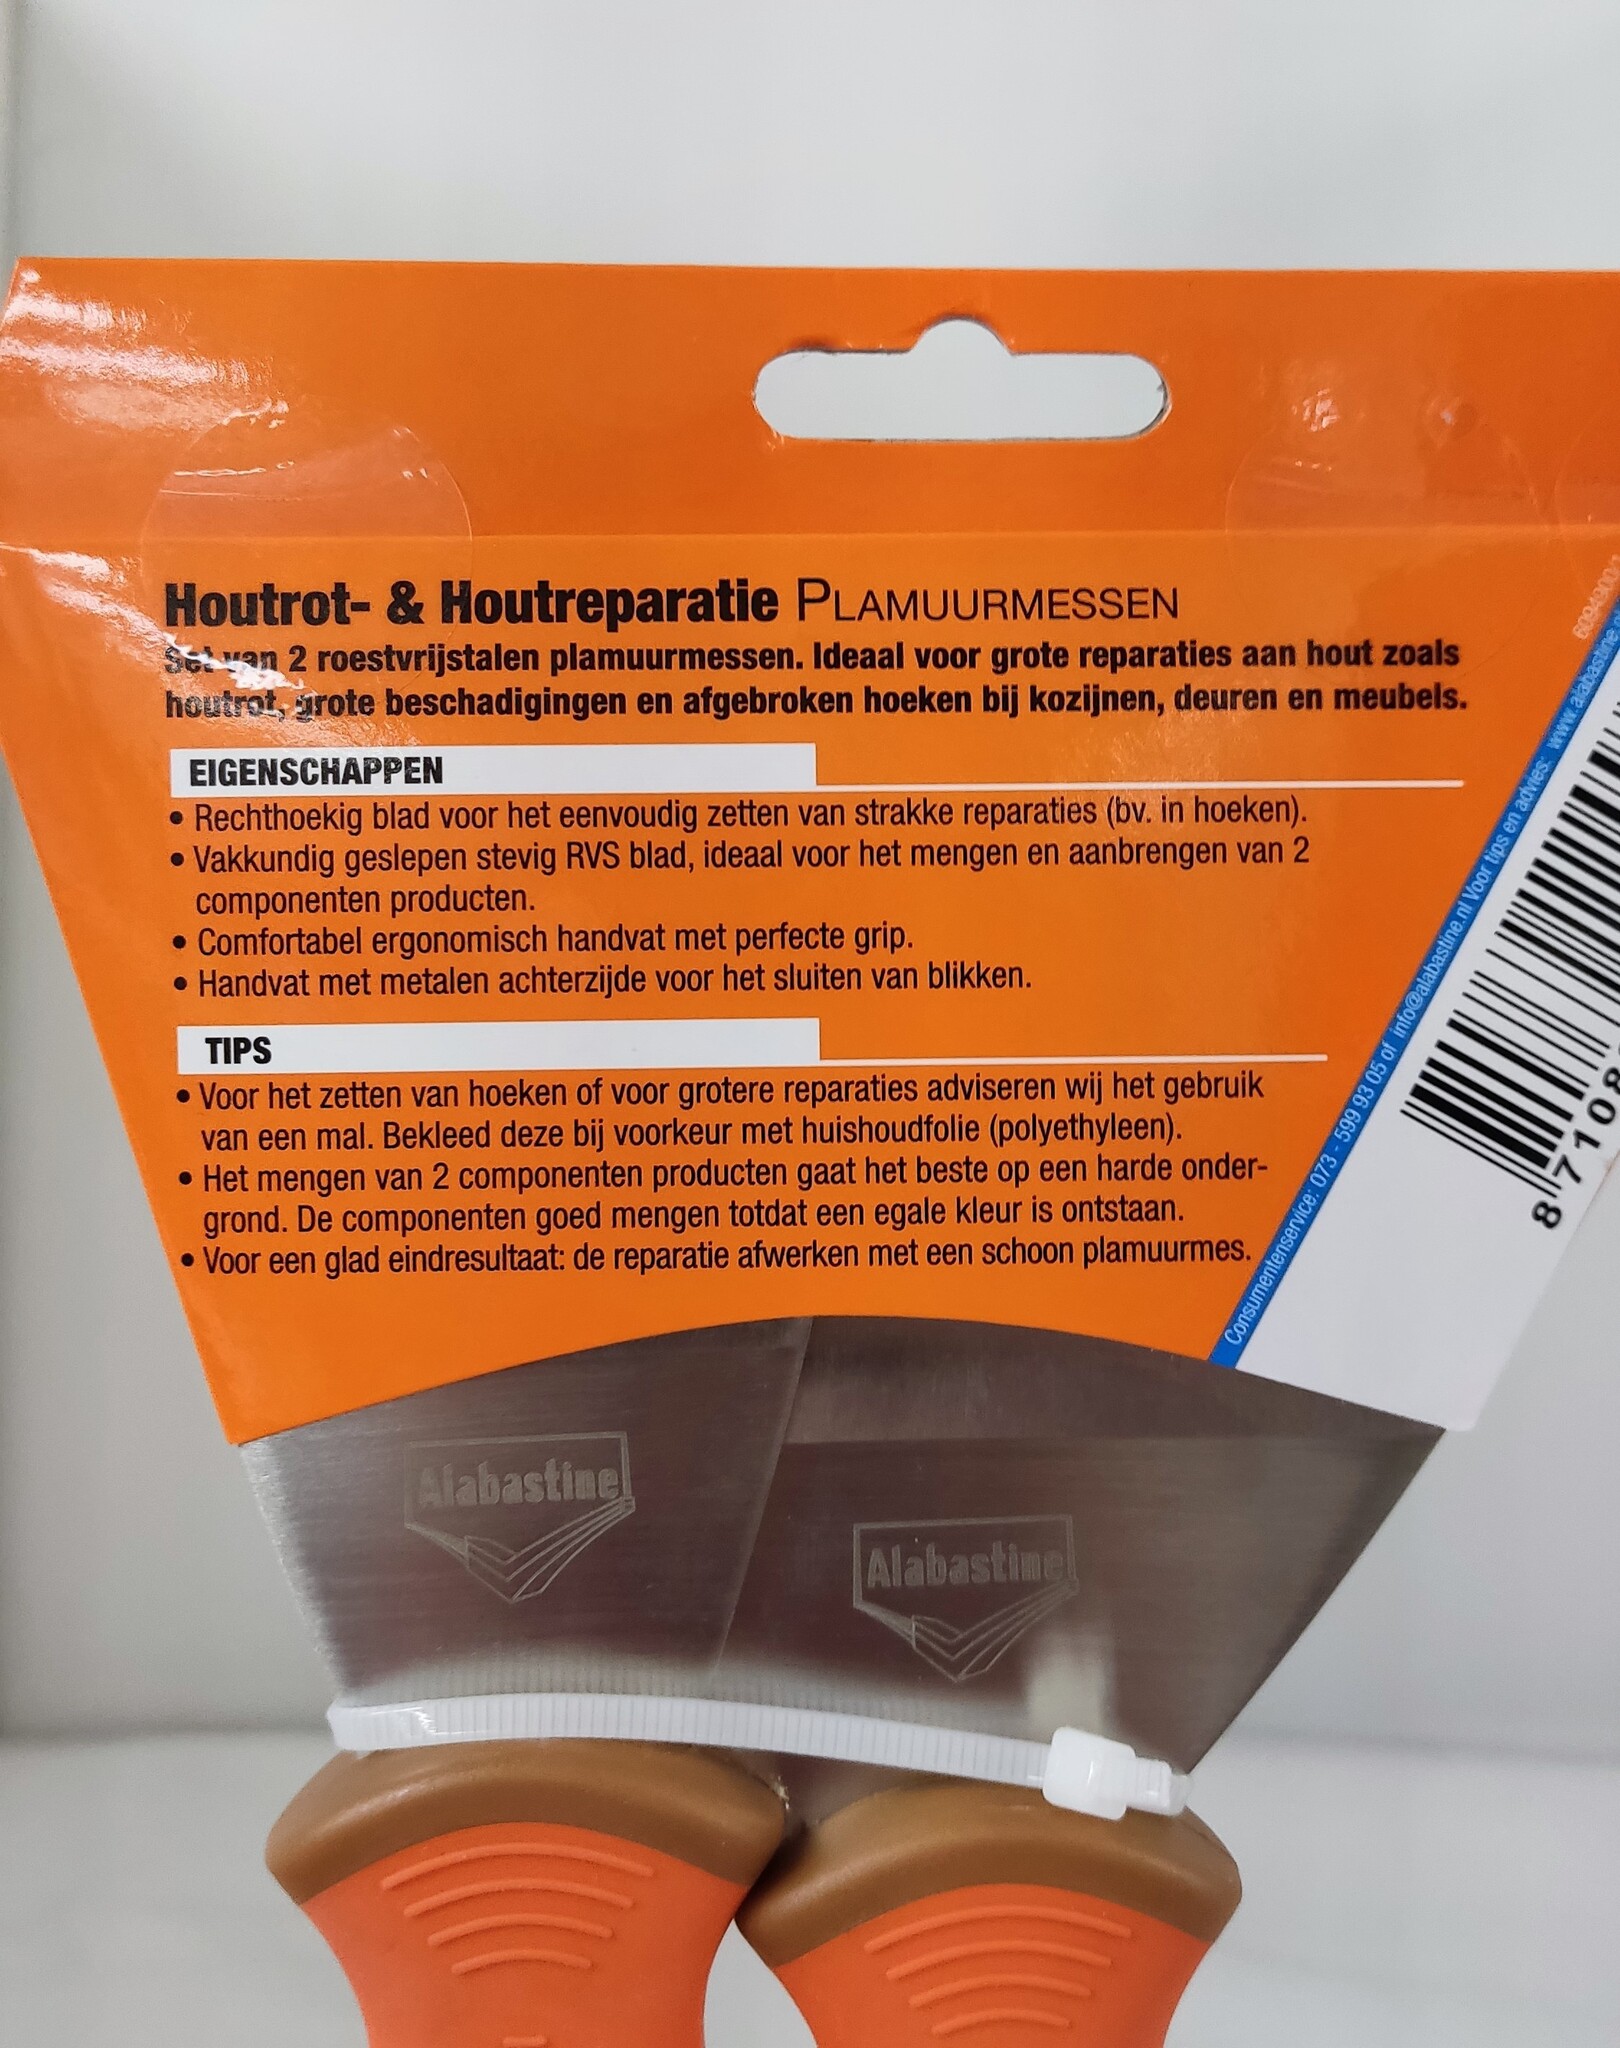 Houtrot- & Houtreparatie PLAMUURMESSEN
Set van 2 roestvrijstalen plamuurmessen. Ideaal voor grote reparaties aan hout zoals
houtrot, grote beschadigingen en afgebroken hoeken bij kozijnen, deuren en meubels.
EIGENSCHAPPEN
• Rechthoekig blad voor het eenvoudig zetten van strakke reparaties (bv. in hoeken).
• Vakkundig geslepen stevig RVS blad, ideaal voor het mengen en aanbrengen van 2
componenten producten.
• Comfortabel ergonomisch handvat met perfecte grip.
• Handvat met metalen achterzijde voor het sluiten van blikken.
TIPS
• Voor het zetten van hoeken of voor grotere reparaties adviseren wij het gebruik
van een mal. Bekleed deze bij voorkeur met huishoudfolie (polyethyleen).
• Het mengen van 2 componenten producten gaat het beste op een harde onder-
grond. De componenten goed mengen totdat een egale kleur is ontstaan.
• Voor een glad eindresultaat: de reparatie afwerken met een schoon plamuurmes.
Consumentenservice: 073 - 599 93 05 of info@alabastine.nl Voor tips en advies: www.alabastine.
8 7108
Alabastine
Alabastine